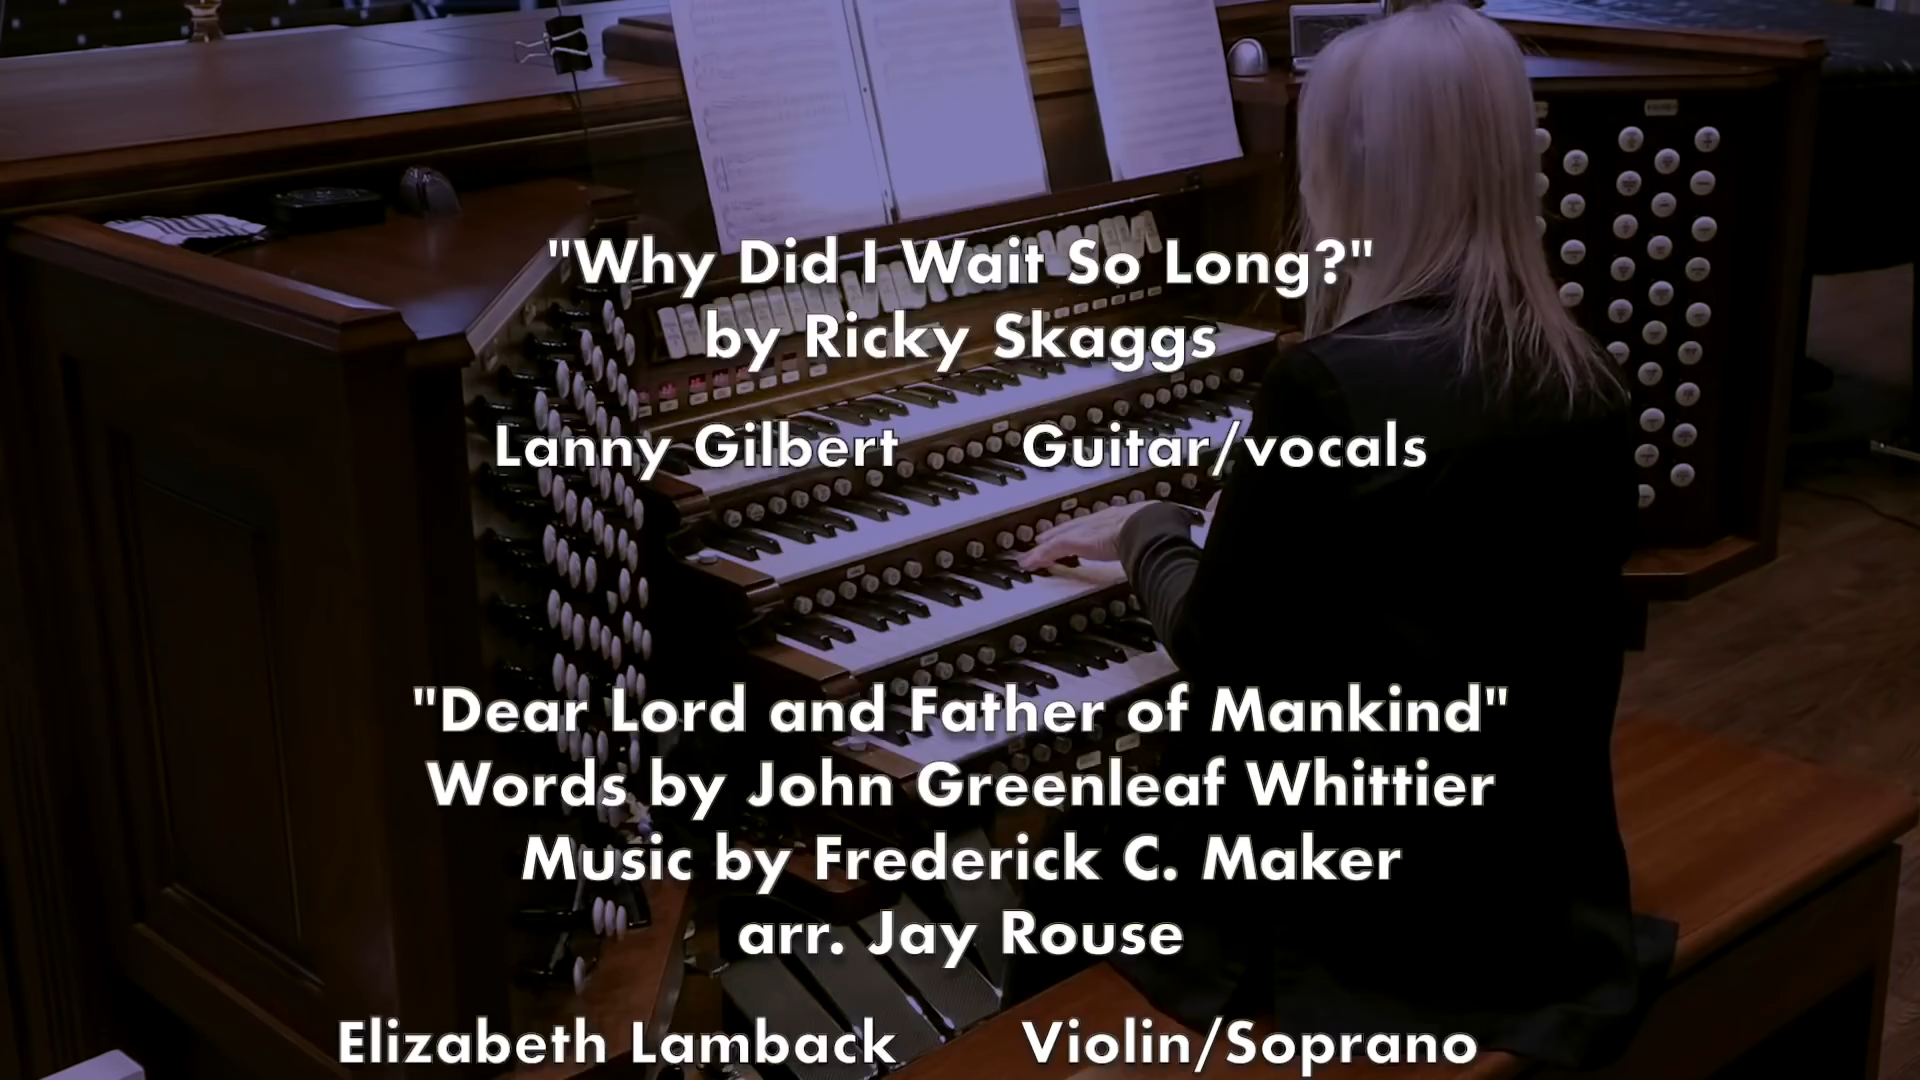 "Why Did I Wait So Long?"
by Ricky Skaggs
Lanny Gilbert Guitar/vocals
"Dear Lord and Father of Mankind"
Words by John Greenleaf Whittier
Music by Frederick C. Maker
arr. Jay Rouse
Elizabeth Lamback Violin/Soprano